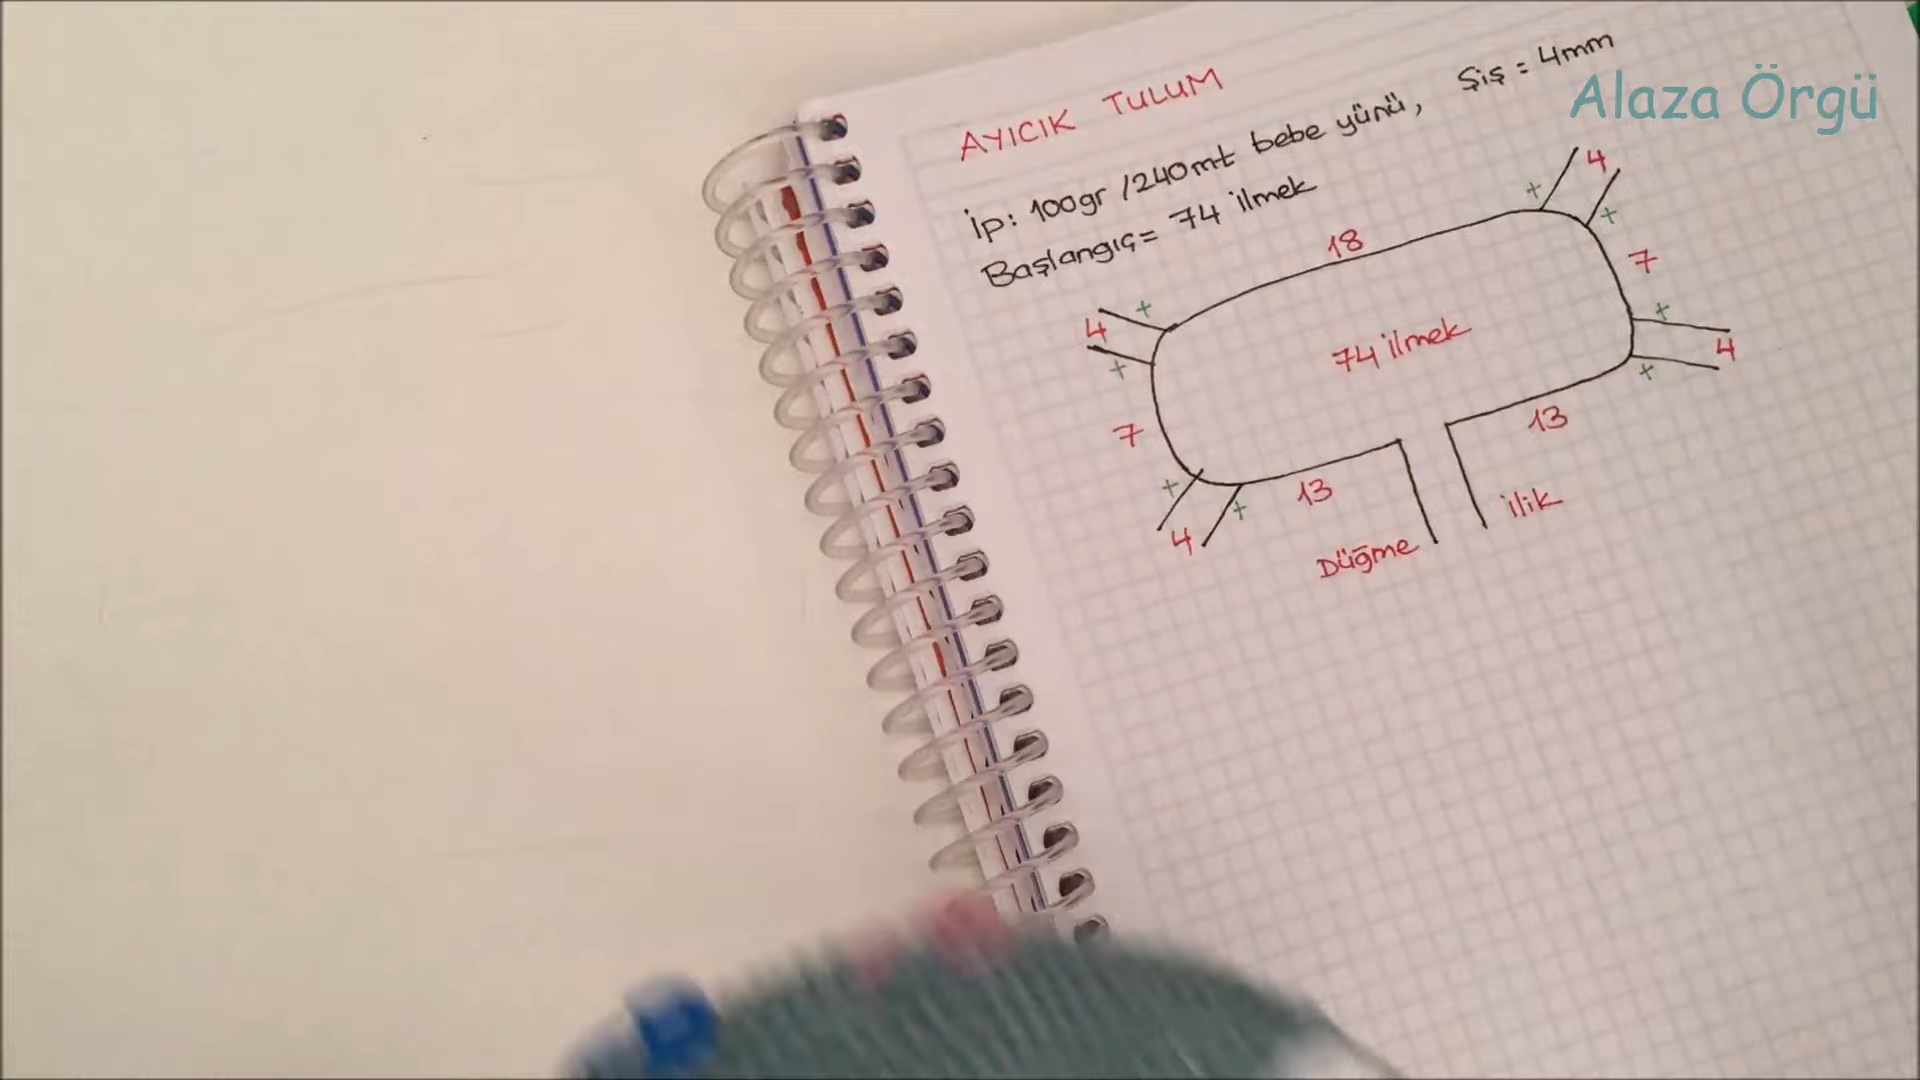 Alaza Örgü
AYICIK TULUM
İp: 100gr /240mt bebe yünü, Şiş = 4mm
Başlangıç= 74 ilmek
+ 4 +
18
7
+ 4 +
74 ilmek
+ 4 +
7
13
+ 4 +
13
Düğme
ilik